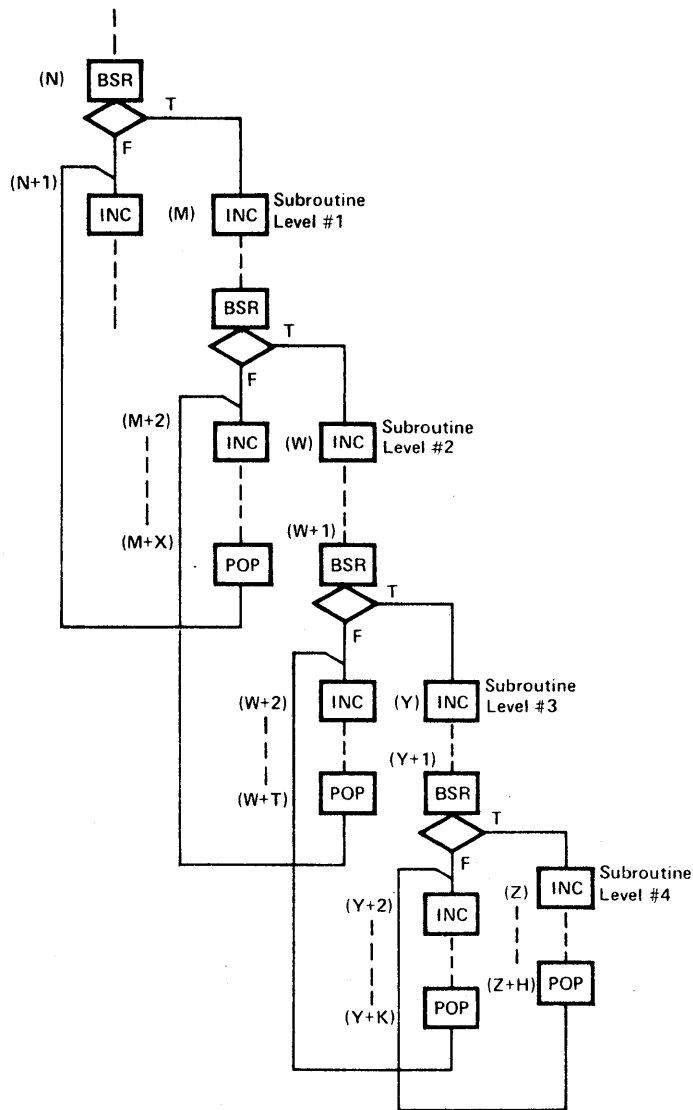 (N) BSR
T
F
(N+1)
INC
(M) INC
Subroutine
Level #1
BSR
T
F
(M+2)
INC
(W) INC
Subroutine
Level #2
(M+X)
(W+1)
POP
BSR
T
F
(W+2)
INC
(Y) INC
Subroutine
Level #3
(Y+1)
(W+T)
POP
BSR
T
F
Subroutine
Level #4
(Z)
INC
(Y+2)
INC
(Z+H)
POP
(Y+K)
POP